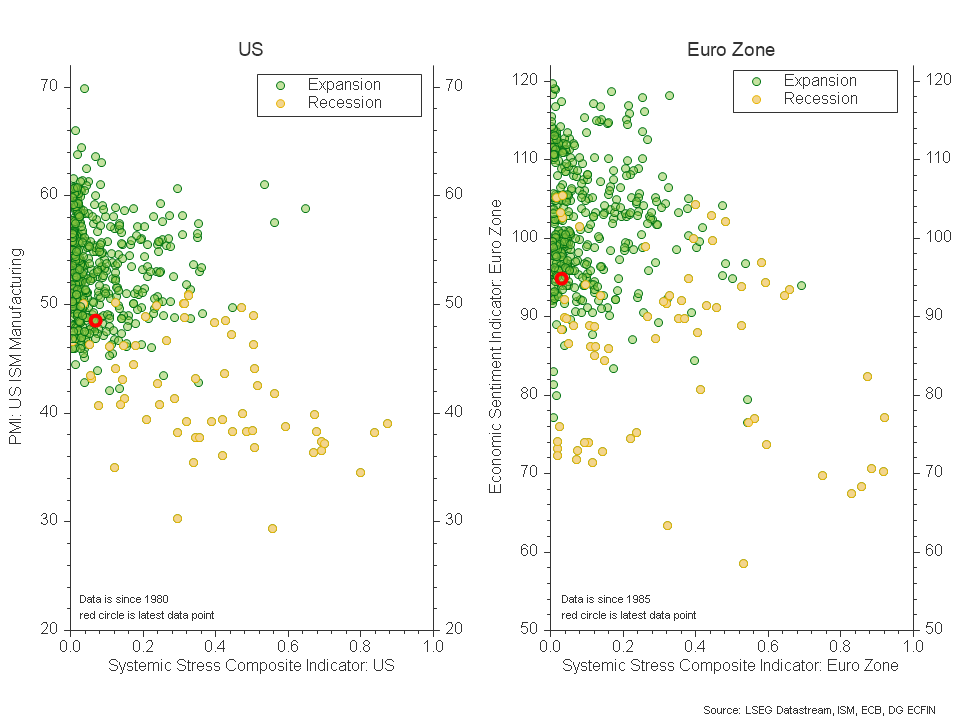 US
Euro Zone
Expansion
Recession
Expansion
Recession
70
60
50
40
30
20
70
60
50
40
30
20
120
110
100
90
80
70
60
50
120
110
100
90
80
70
60
50
PMI: US ISM Manufacturing
Economic Sentiment Indicator: Euro Zone
Data is since 1980
red circle is latest data point
Data is since 1985
red circle is latest data point
0.0 0.2 0.4 0.6 0.8 1.0
0.0 0.2 0.4 0.6 0.8 1.0
Systemic Stress Composite Indicator: US
Systemic Stress Composite Indicator: Euro Zone
Source: LSEG Datastream, ISM, ECB, DG ECFIN